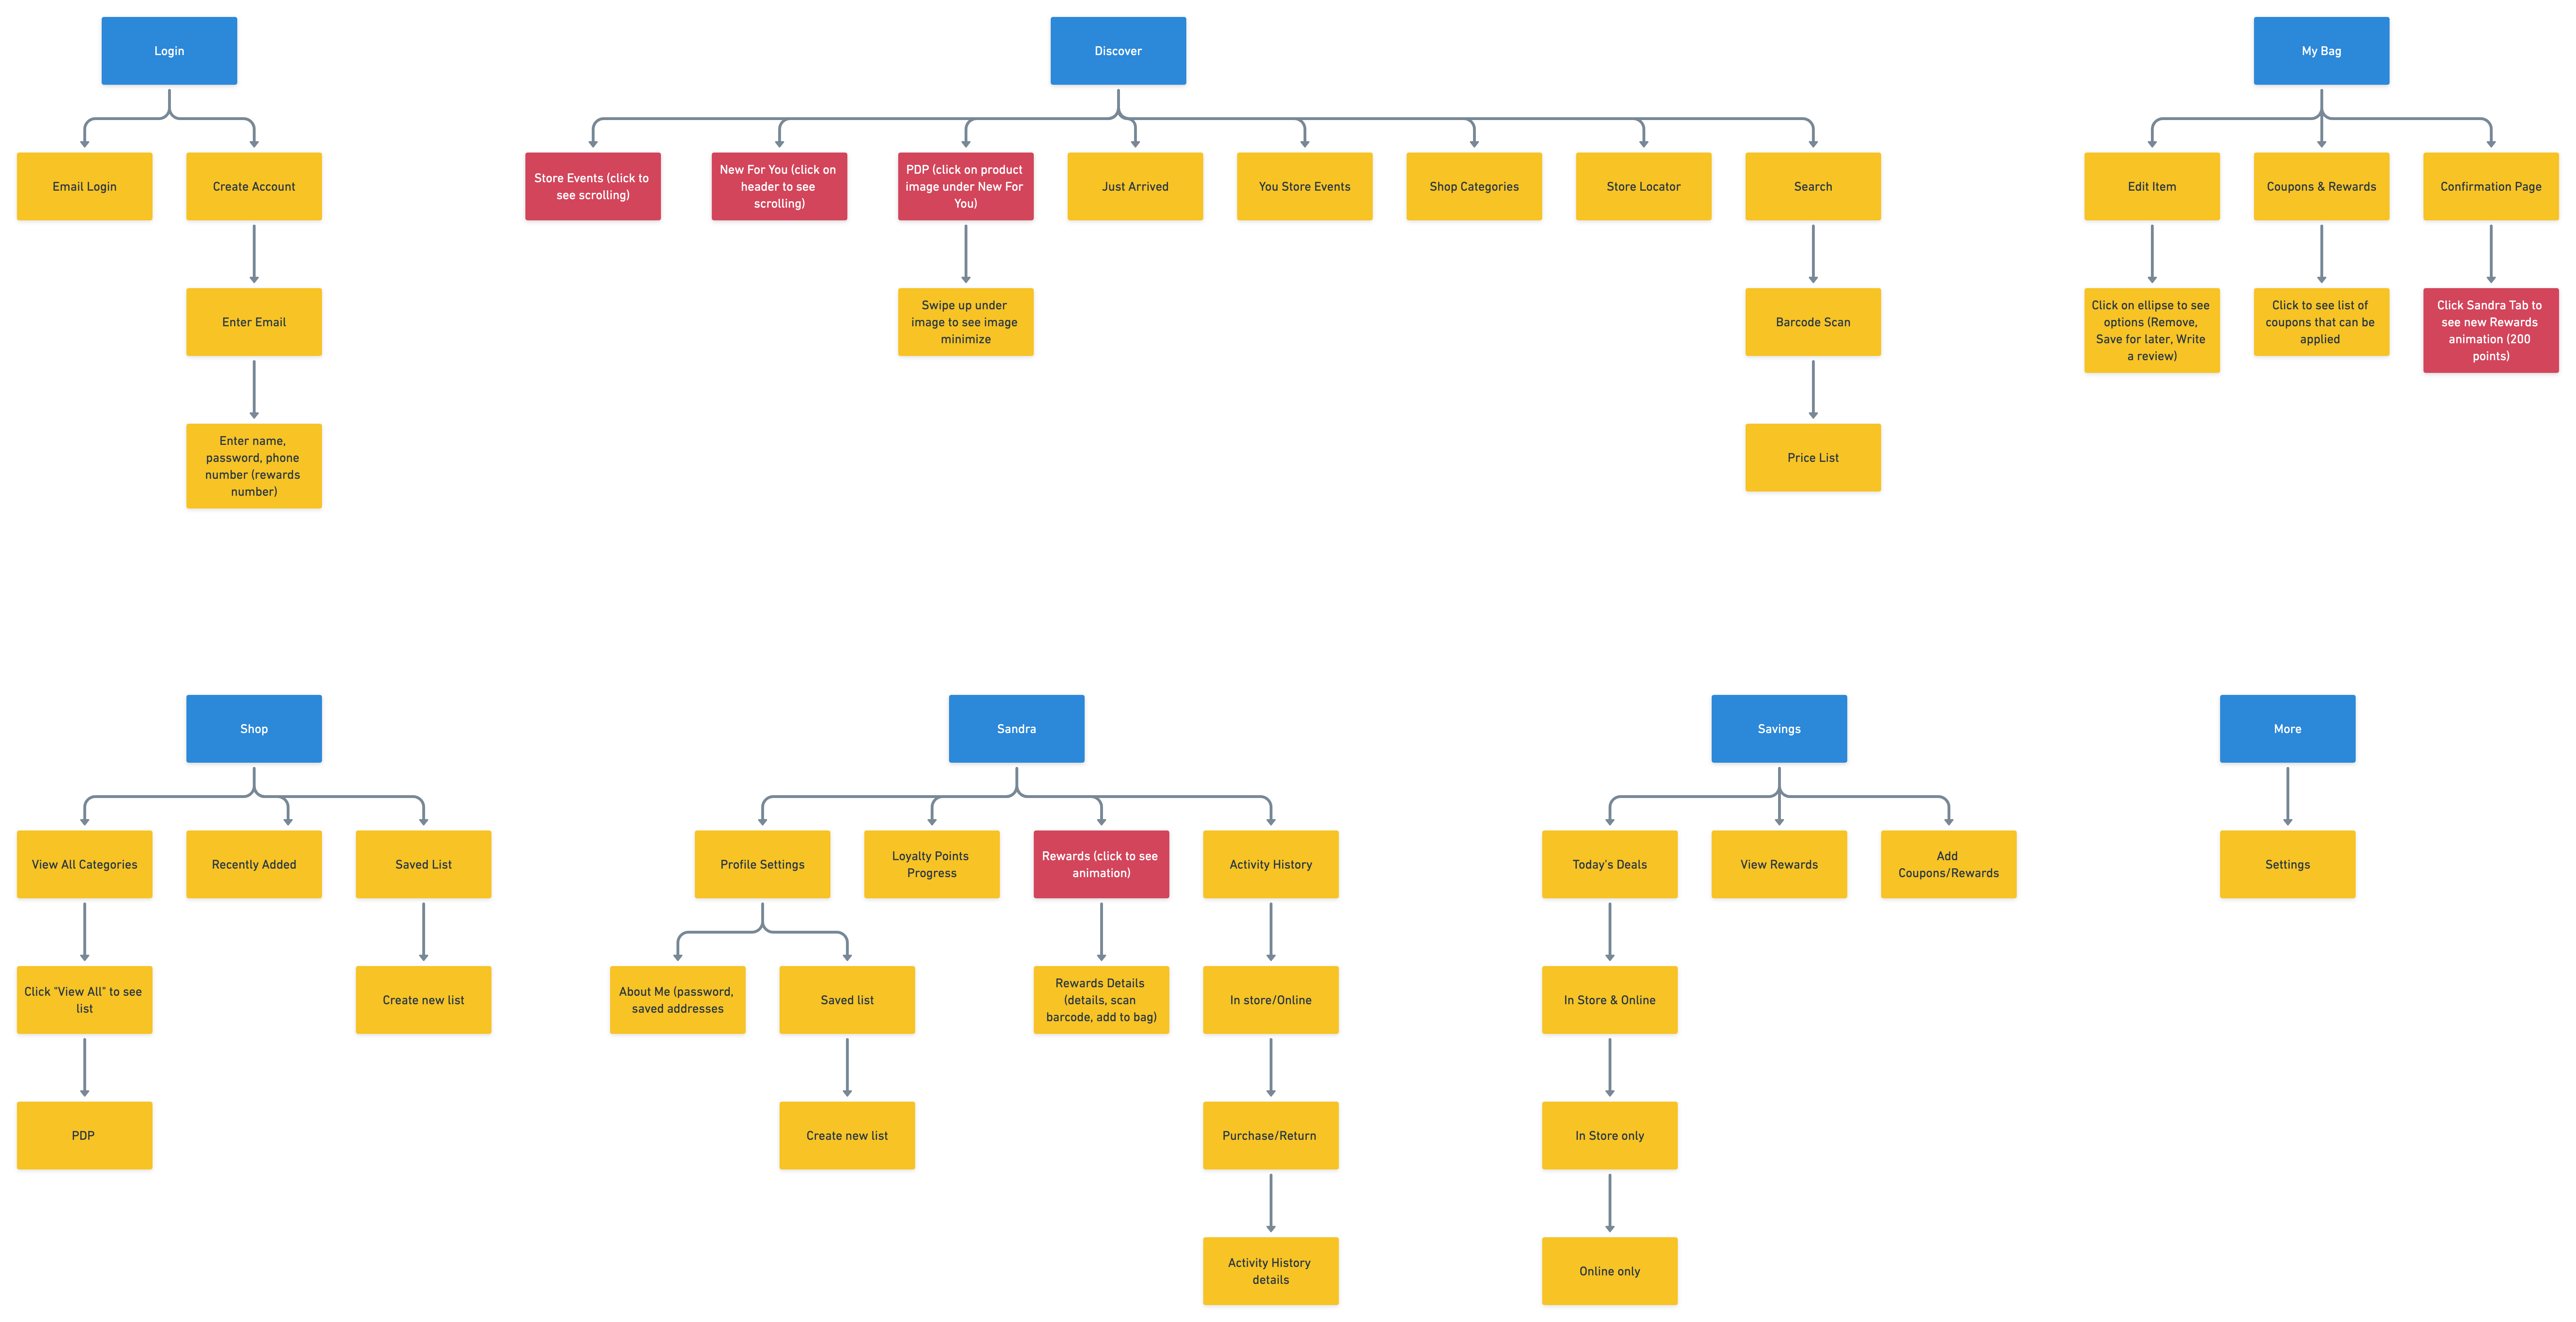 Login
Discover
My Bag
Email Login
Create Account
Store Events (click to
see scrolling)
New For You (click on
header to see
scrolling)
PDP (click on product
image under New For
You)
Just Arrived
You Store Events
Shop Categories
Store Locator
Search
Edit Item
Coupons & Rewards
Confirmation Page
Enter Email
Swipe up under
image to see image
minimize
Barcode Scan
Click on ellipse to see
options (Remove,
Save for later, Write
a review)
Click to see list of
coupons that can be
applied
Click Sandra Tab to
see new Rewards
animation (200
points)
Enter name,
password, phone
number (rewards
number)
Price List
Shop
Sandra
Savings
More
View All Categories
Recently Added
Saved List
Profile Settings
Loyalty Points
Progress
Rewards (click to see
animation)
Activity History
Today's Deals
View Rewards
Add
Coupons/Rewards
Settings
Click "View All" to see
list
Create new list
About Me (password,
saved addresses
Saved list
Rewards Details
(details, scan
barcode, add to bag)
In store/Online
In Store & Online
PDP
Create new list
Purchase/Return
In Store only
Activity History
details
Online only